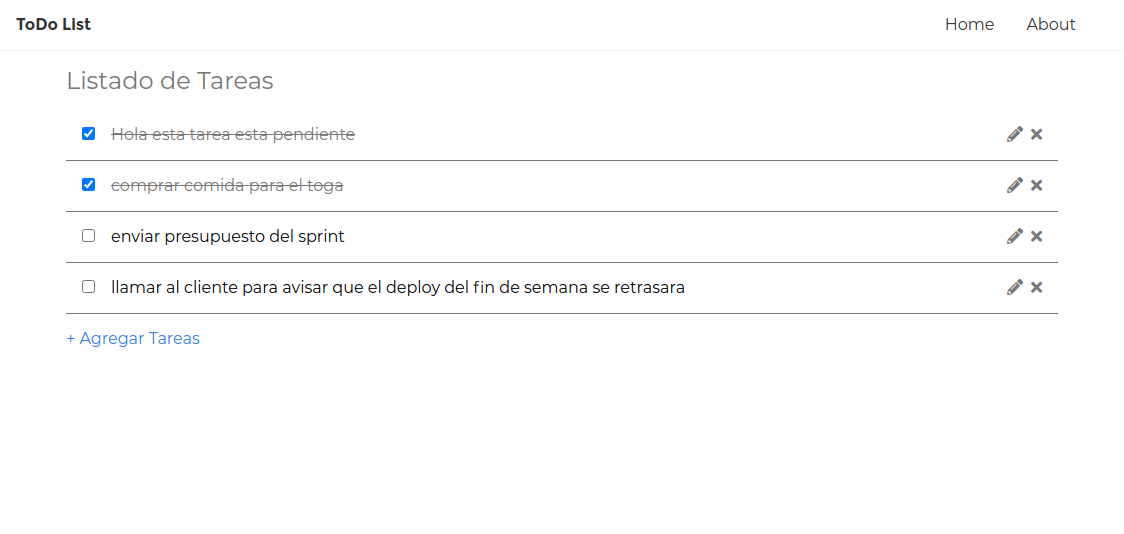 ToDo List
Home
About
Listado de Tareas
Hola esta tarea esta pendiente
comprar comida para el toga
enviar presupuesto del sprint
llamar al cliente para avisar que el deploy del fin de semana se retrasara
+ Agregar Tareas